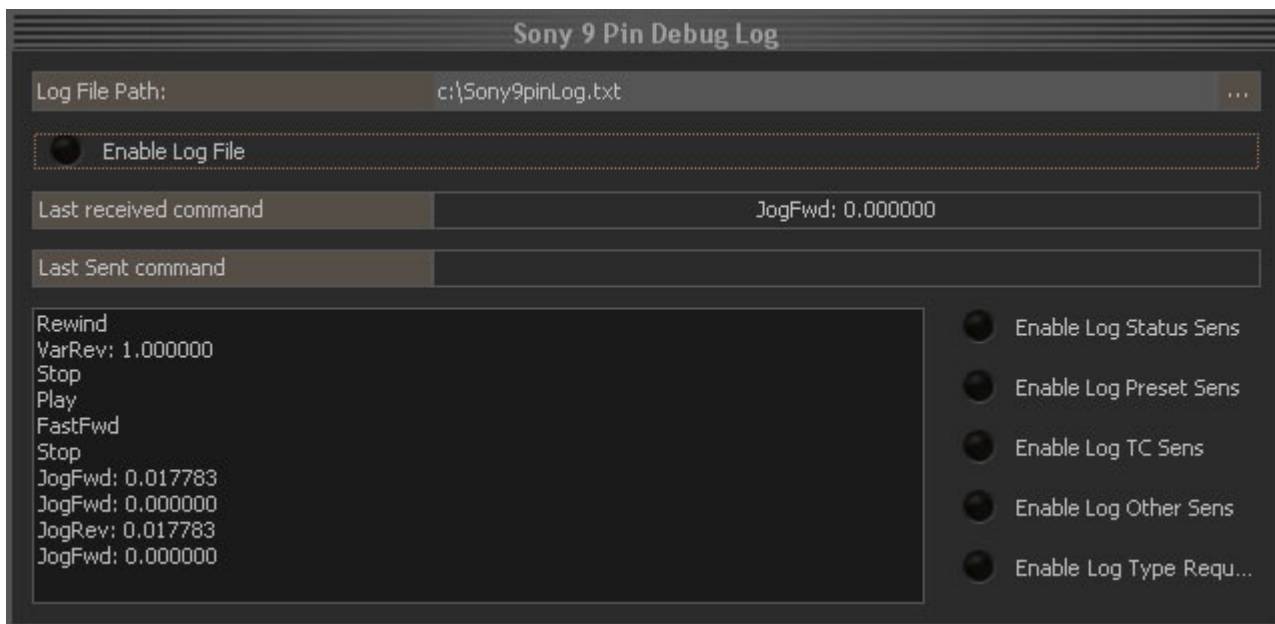 Sony 9 Pin Debug Log
Log File Path: c:\Sony9pinLog.txt ...
Enable Log File
Last received command JogFwd: 0.000000
Last Sent command
Rewind
VarRev: 1.000000
Stop
Play
FastFwd
Stop
JogFwd: 0.017783
JogFwd: 0.000000
JogRev: 0.017783
JogFwd: 0.000000
Enable Log Status Sens
Enable Log Preset Sens
Enable Log TC Sens
Enable Log Other Sens
Enable Log Type Requ...